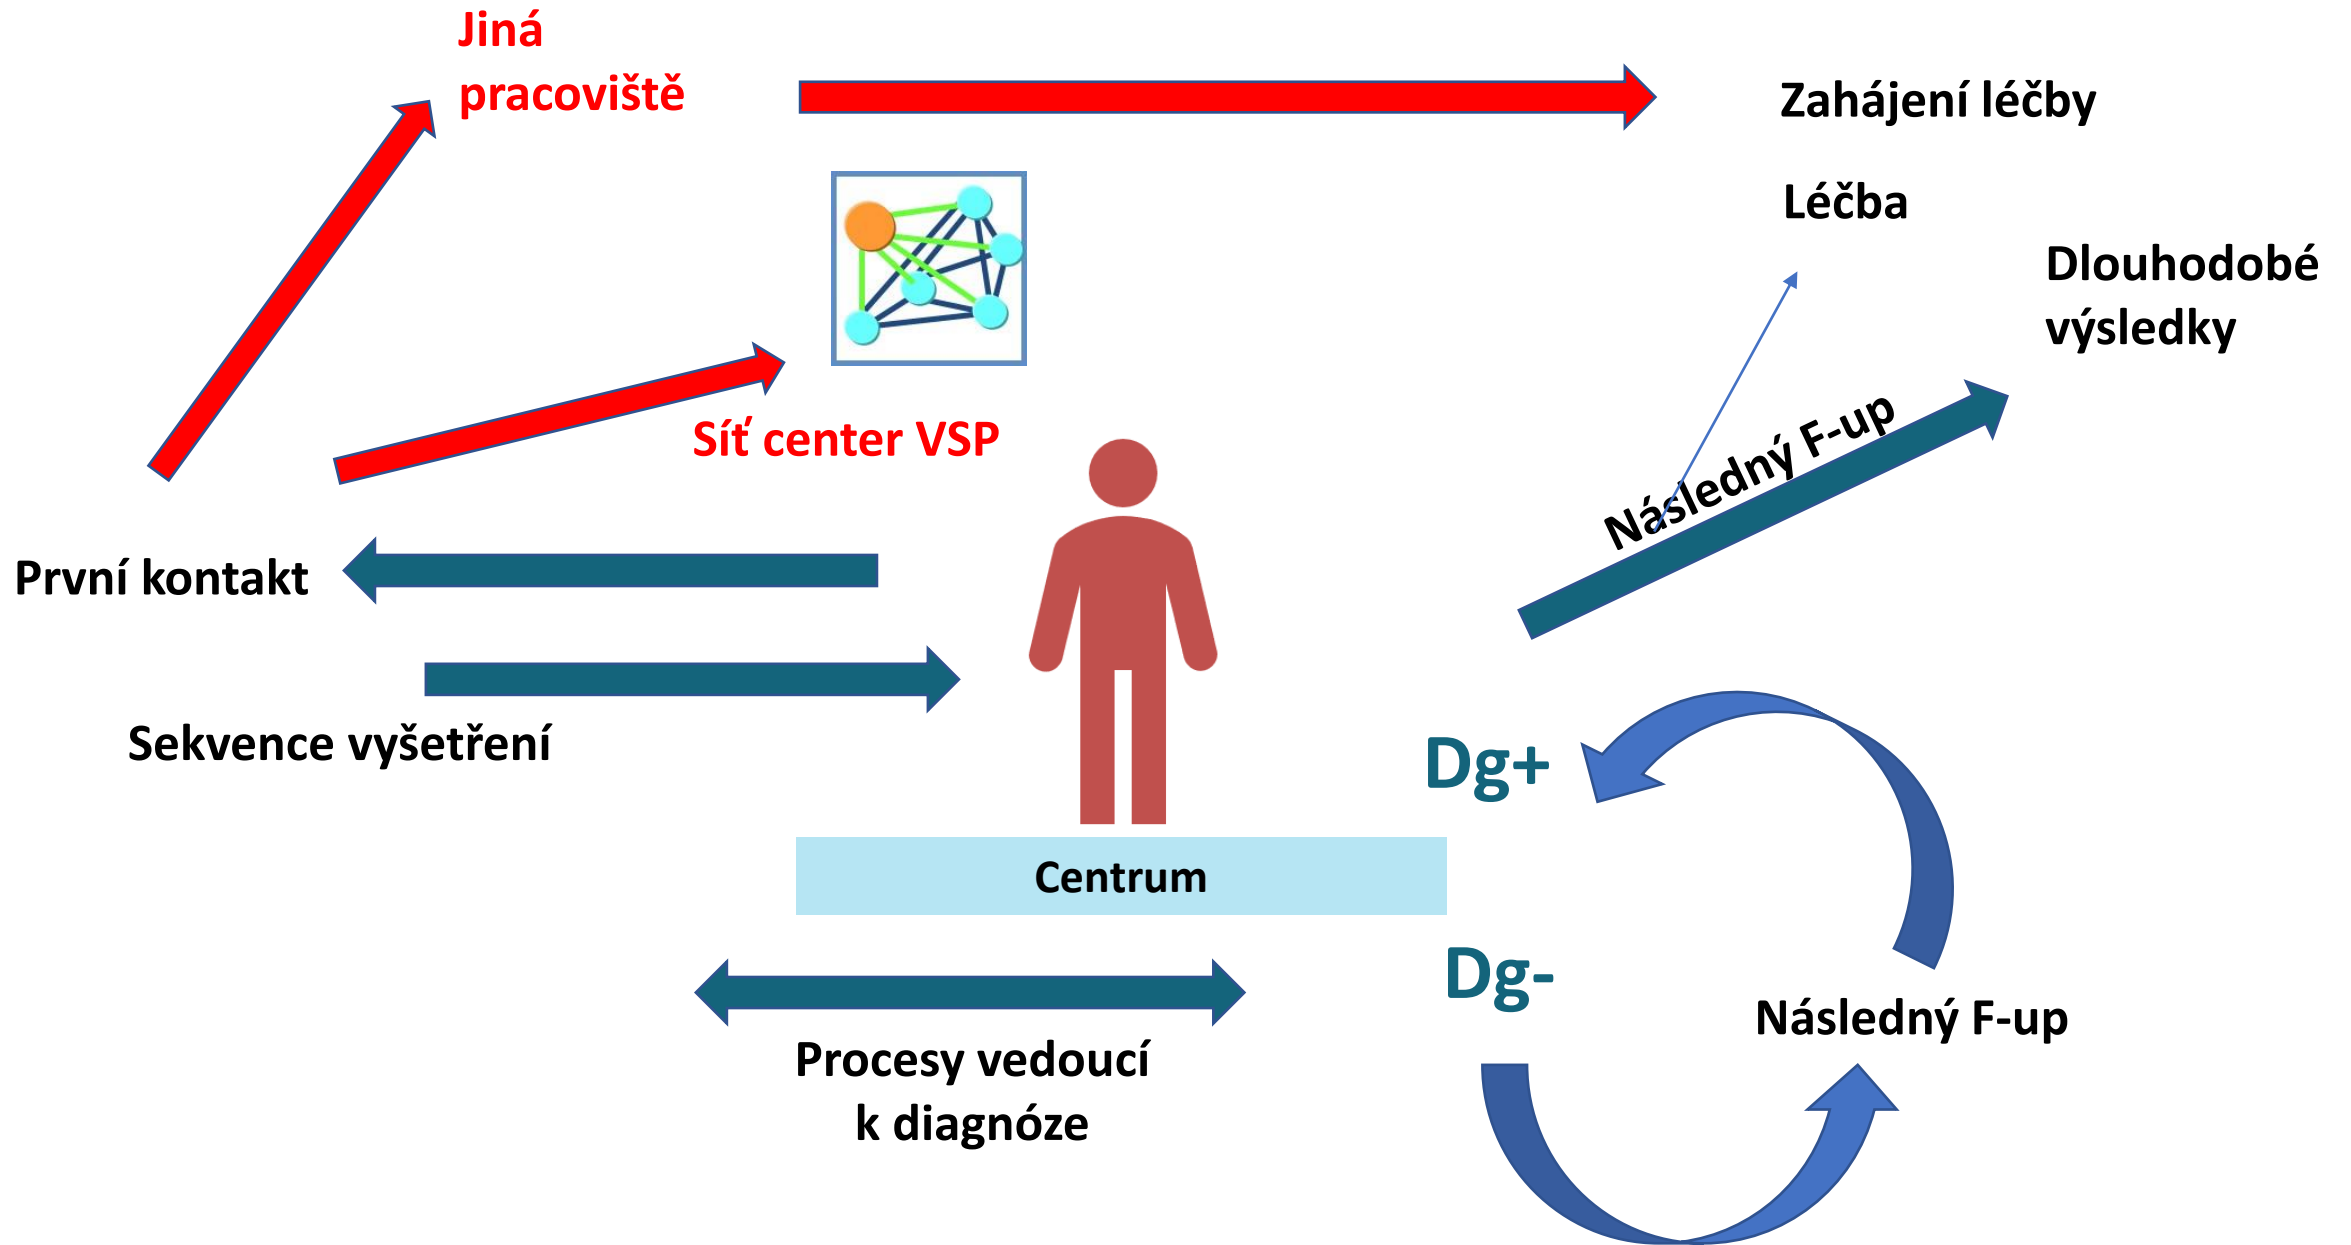 Jiná
pracoviště
Zahájení léčby
Léčba
Dlouhodobé
výsledky
Síť center VSP
Následný F-up
První kontakt
Sekvence vyšetření
Dg+
Centrum
Dg-
Následný F-up
Procesy vedoucí
k diagnóze